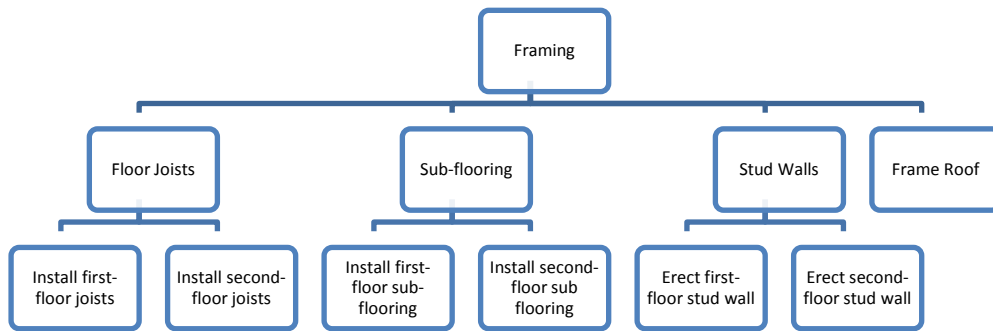 Framing
Floor Joists
Sub-flooring
Stud Walls
Frame Roof
Install first-
floor joists
Install second-
floor joists
Install first-
floor sub-
flooring
Install second-
floor sub
flooring
Erect first-
floor stud wall
Erect second-
floor stud wall